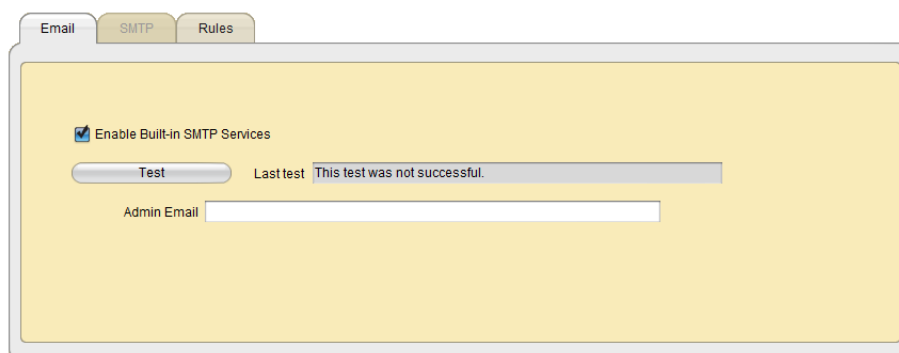 Email SMTP Rules
Enable Built-in SMTP Services
Test Last test This test was not successful.
Admin Email